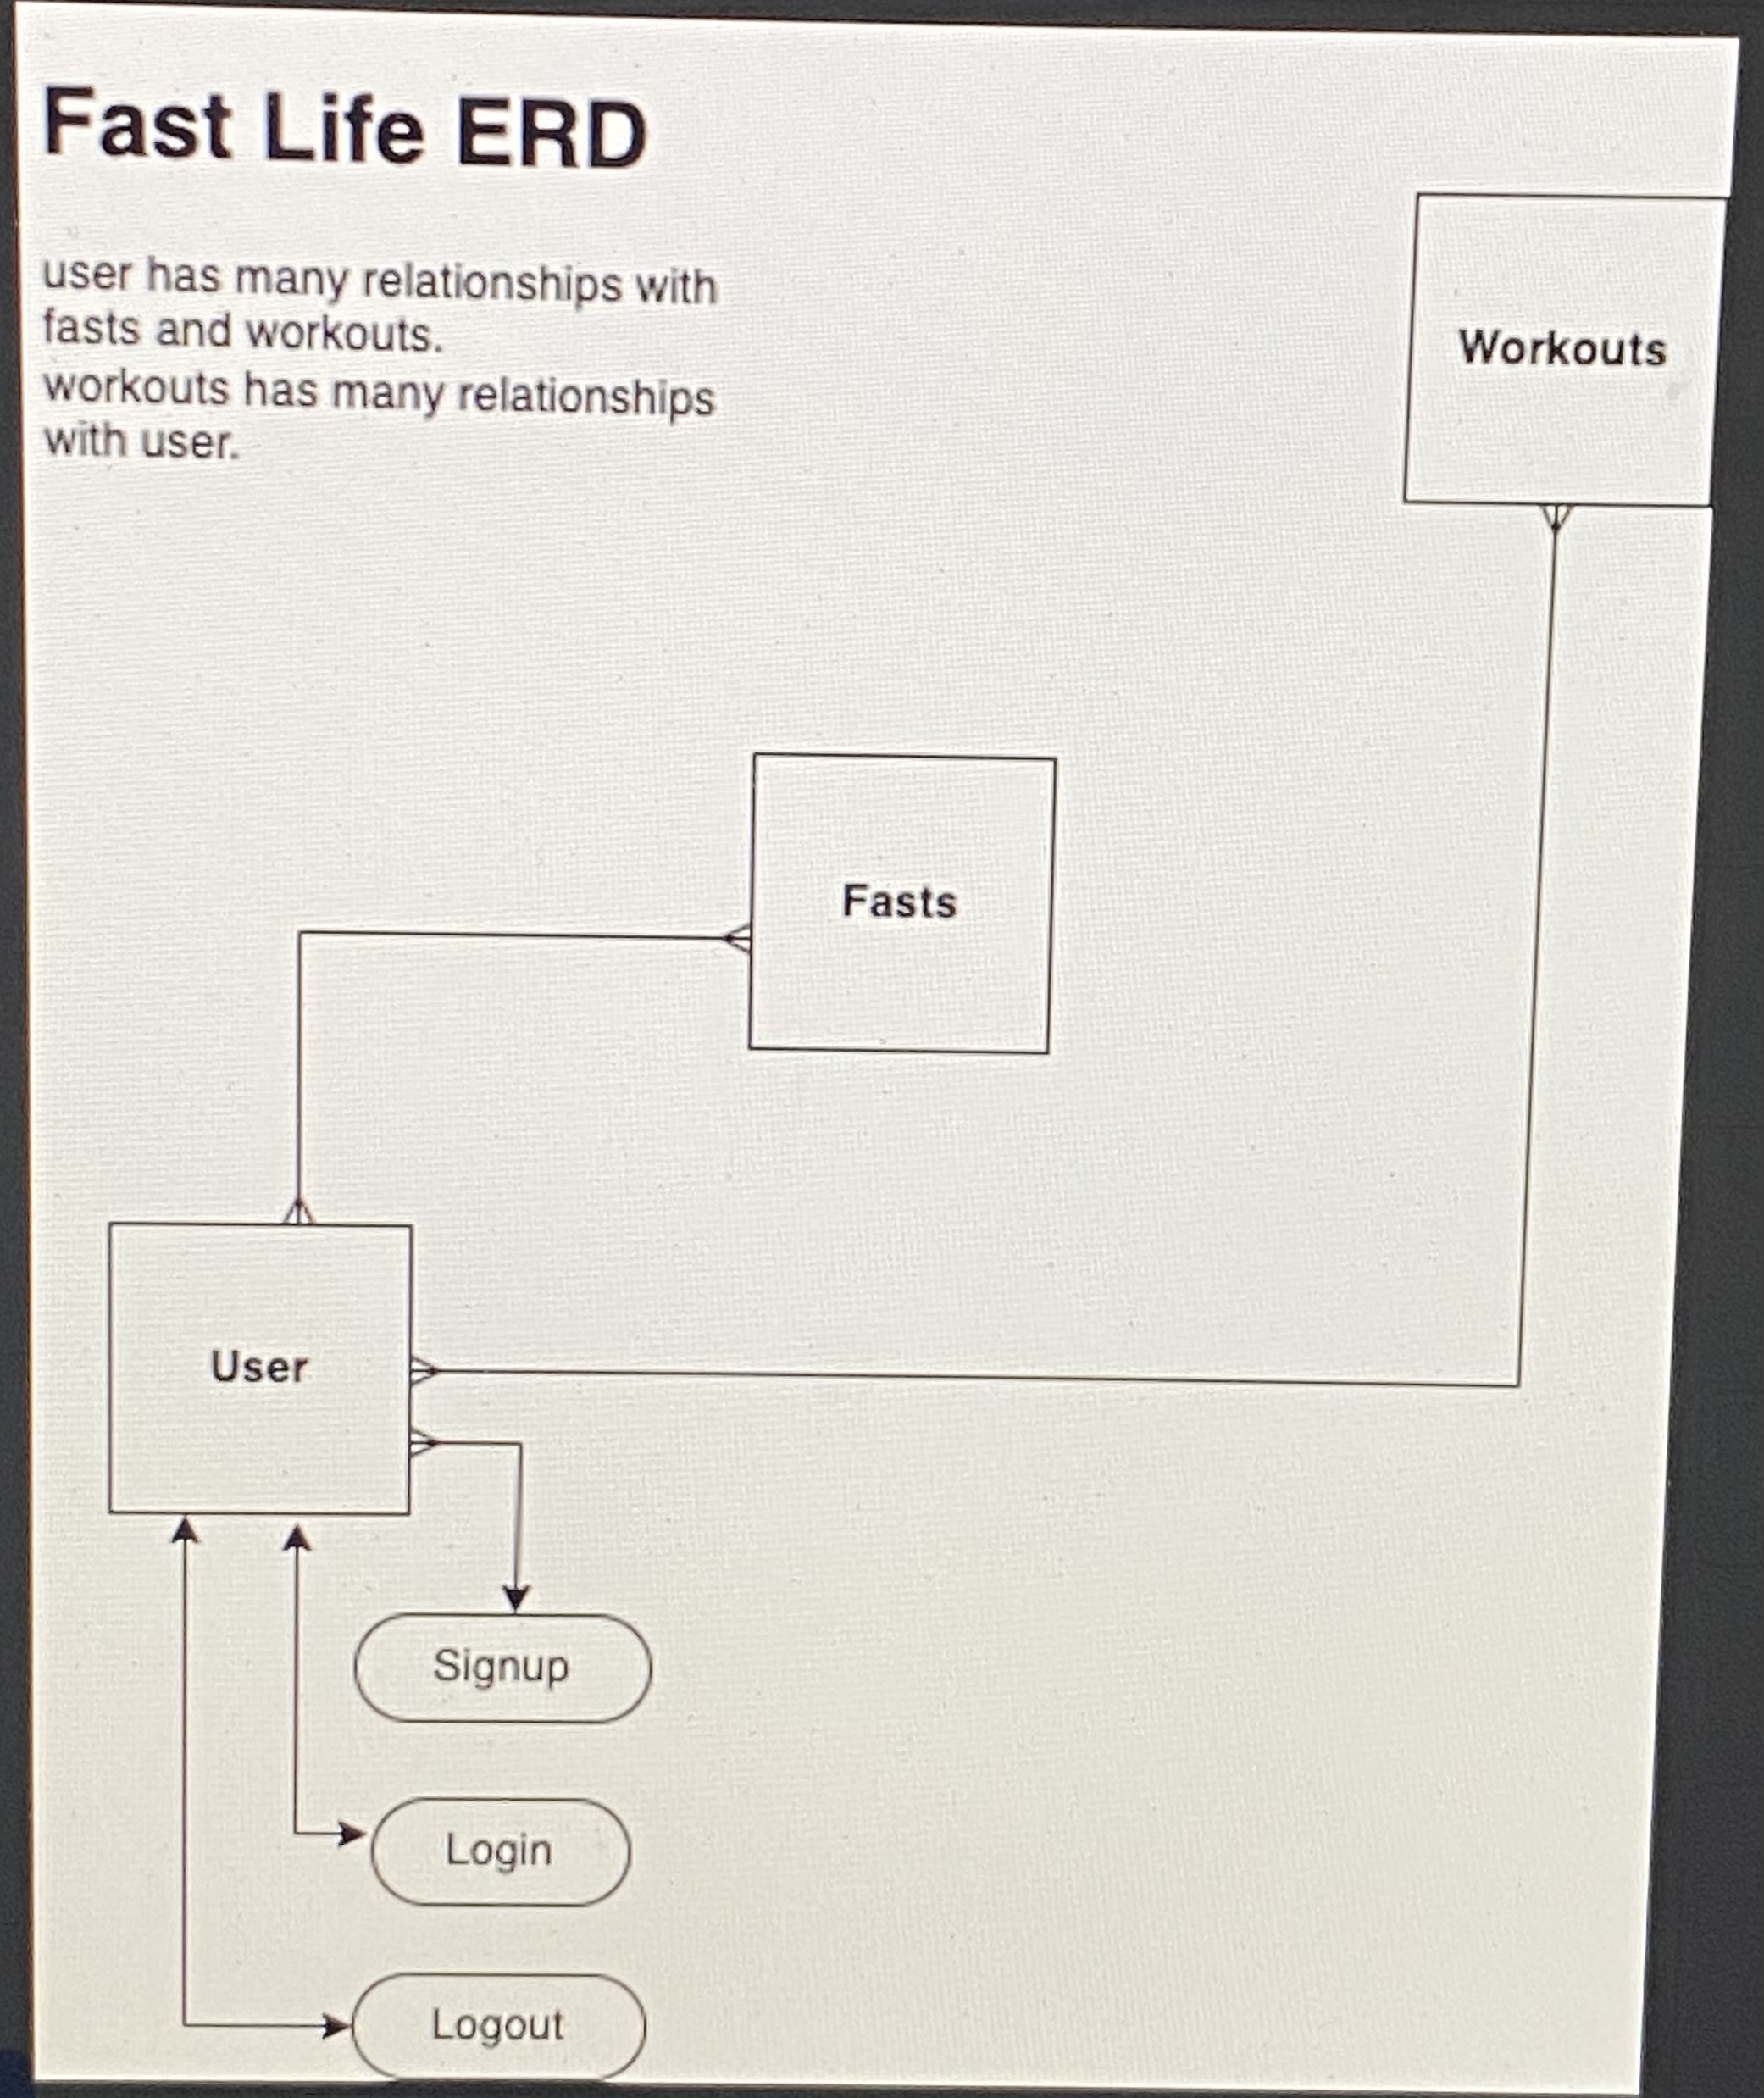 Fast Life ERD
user has many relationships with
fasts and workouts.
workouts has many relationships
with user.
Workouts
Fasts
User
Signup
Login
Logout